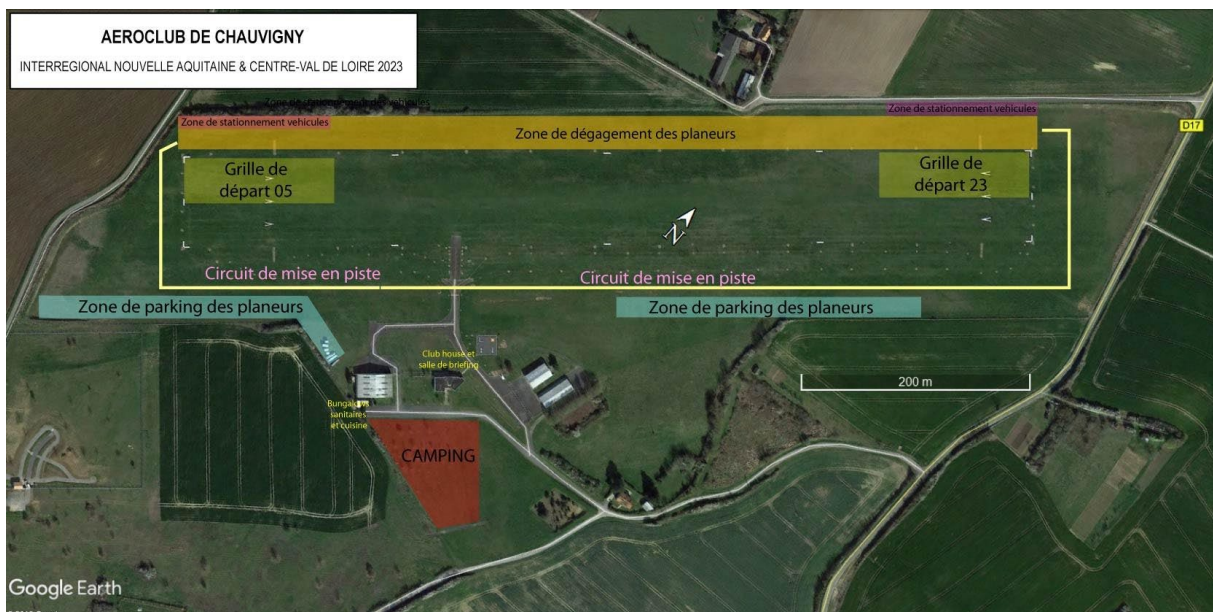 AEROCLUB DE CHAUVIGNY
INTERREGIONAL NOUVELLE AQUITAINE & CENTRE-VAL DE LOIRE 2023
Zone de stationnement vehicules
Zone de stationnement vehicules
Zone de dégagement des planeurs
D17
Grille de
départ 05
Grille de
départ 23
N
Circuit de mise en piste
Circuit de mise en piste
Zone de parking des planeurs
Zone de parking des planeurs
Club house et
salle de briefing
200 m
Bungalows
sanitaires
et cuisine
CAMPING
Google Earth